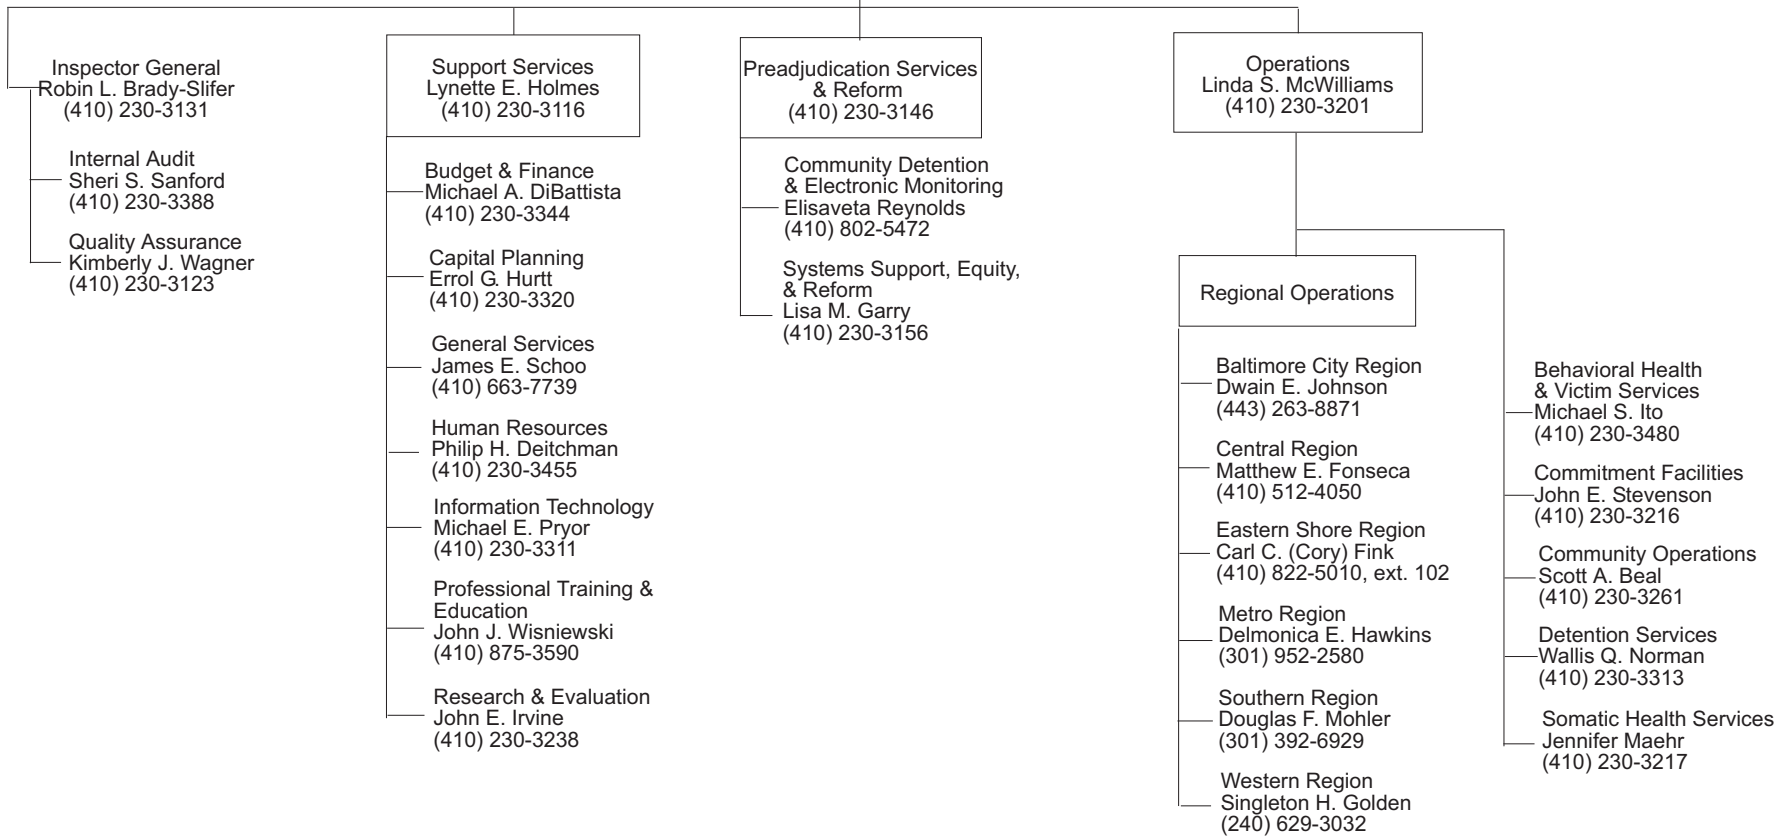 Inspector General
Robin L. Brady-Slifer
(410) 230-3131
Internal Audit
Sheri S. Sanford
(410) 230-3388
Quality Assurance
Kimberly J. Wagner
(410) 230-3123
Support Services
Lynette E. Holmes
(410) 230-3116
Budget & Finance
Michael A. DiBattista
(410) 230-3344
Capital Planning
Errol G. Hurtt
(410) 230-3320
General Services
James E. Schoo
(410) 663-7739
Human Resources
Philip H. Deitchman
(410) 230-3455
Information Technology
Michael E. Pryor
(410) 230-3311
Professional Training &
Education
John J. Wisniewski
(410) 875-3590
Research & Evaluation
John E. Irvine
(410) 230-3238
Preadjudication Services
& Reform
(410) 230-3146
Community Detention
& Electronic Monitoring
Elisaveta Reynolds
(410) 802-5472
Systems Support, Equity,
& Reform
Lisa M. Garry
(410) 230-3156
Operations
Linda S. McWilliams
(410) 230-3201
Regional Operations
Baltimore City Region
Dwain E. Johnson
(443) 263-8871
Central Region
Matthew E. Fonseca
(410) 512-4050
Eastern Shore Region
Carl C. (Cory) Fink
(410) 822-5010, ext. 102
Metro Region
Delmonica E. Hawkins
(301) 952-2580
Southern Region
Douglas F. Mohler
(301) 392-6929
Western Region
Singleton H. Golden
(240) 629-3032
Behavioral Health
& Victim Services
Michael S. Ito
(410) 230-3480
Commitment Facilities
John E. Stevenson
(410) 230-3216
Community Operations
Scott A. Beal
(410) 230-3261
Detention Services
Wallis Q. Norman
(410) 230-3313
Somatic Health Services
Jennifer Maehr
(410) 230-3217